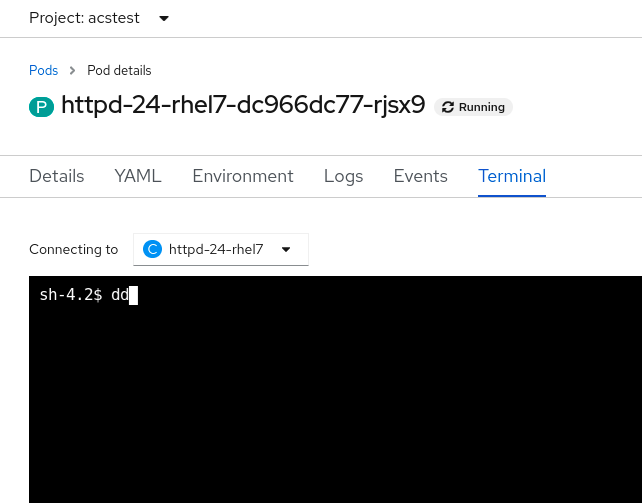 Project: acstest
Pods > Pod details
P httpd-24-rhel7-dc966dc77-rjsx9 Running
Details YAML Environment Logs Events Terminal
Connecting to C httpd-24-rhel7
sh-4.2$ dd